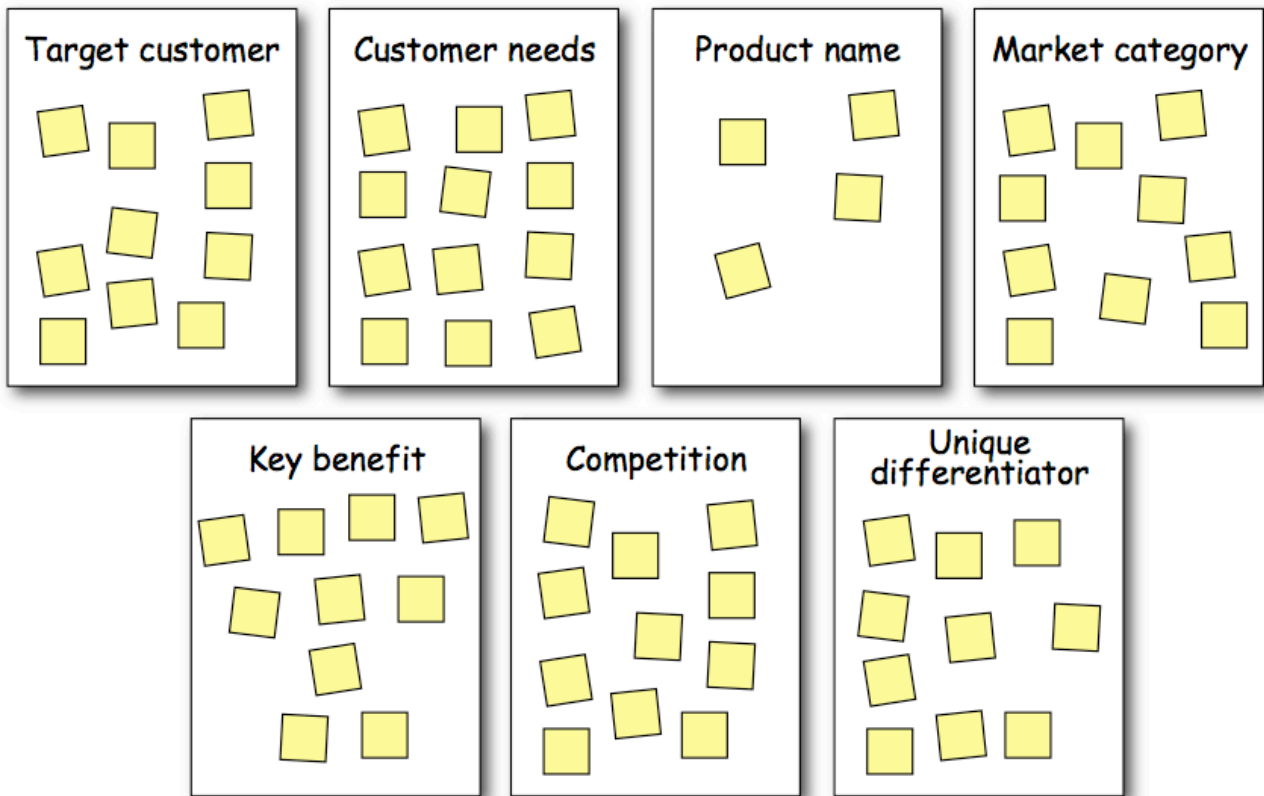 Target customer
Customer needs
Product name
Market category
Key benefit
Competition
Unique
differentiator